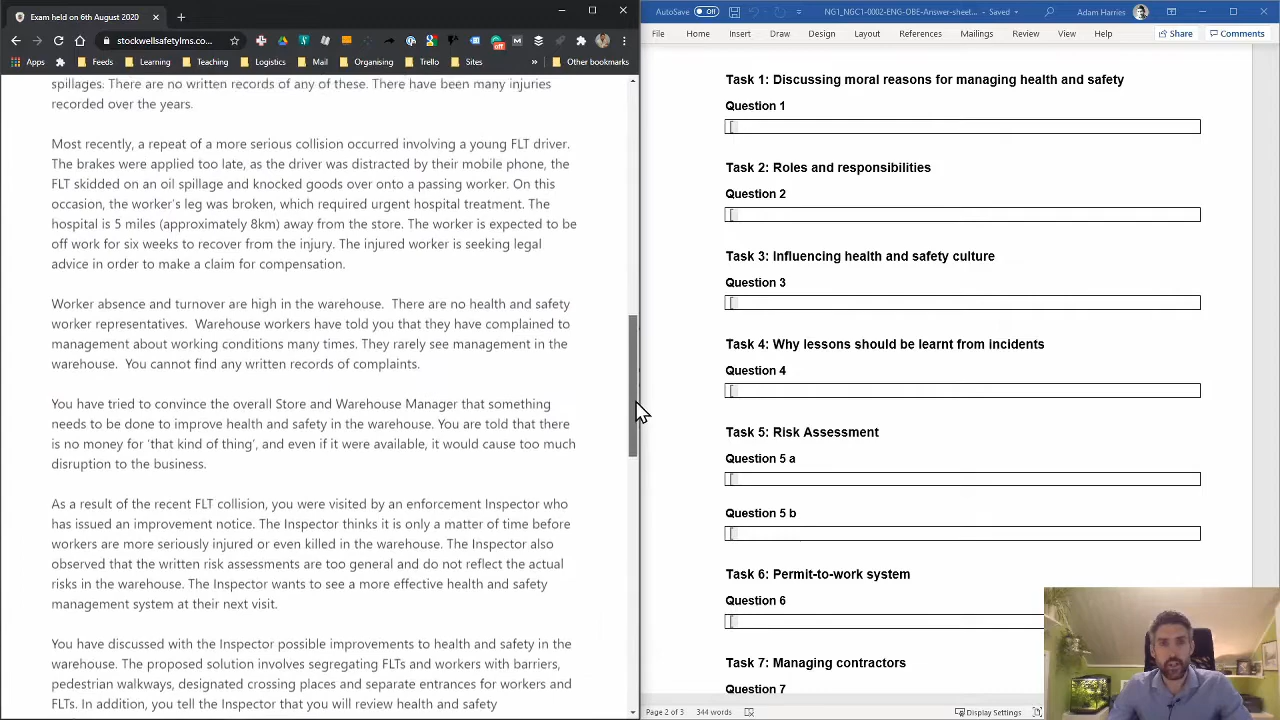 Exam held on 6th August 2020
stockwellsafetylms.co...
Apps
Feeds
Learning
Teaching
Logistics
Mail
Organising
Trello
Sites
»
Other bookmarks
spillages. There are no written records of any of these. There have been many injuries
recorded over the years.
Most recently, a repeat of a more serious collision occurred involving a young FLT driver.
The brakes were applied too late, as the driver was distracted by their mobile phone, the
FLT skidded on an oil spillage and knocked goods over onto a passing worker. On this
occasion, the worker's leg was broken, which required urgent hospital treatment. The
hospital is 5 miles (approximately 8km) away from the store. The worker is expected to be
off work for six weeks to recover from the injury. The injured worker is seeking legal
advice in order to make a claim for compensation.
Worker absence and turnover are high in the warehouse. There are no health and safety
worker representatives. Warehouse workers have told you that they have complained to
management about working conditions many times. They rarely see management in the
warehouse. You cannot find any written records of complaints.
You have tried to convince the overall Store and Warehouse Manager that something
needs to be done to improve health and safety in the warehouse. You are told that there
is no money for 'that kind of thing', and even if it were available, it would cause too much
disruption to the business.
As a result of the recent FLT collision, you were visited by an enforcement Inspector who
has issued an improvement notice. The Inspector thinks it is only a matter of time before
workers are more seriously injured or even killed in the warehouse. The Inspector also
observed that the written risk assessments are too general and do not reflect the actual
risks in the warehouse. The Inspector wants to see a more effective health and safety
management system at their next visit.
You have discussed with the Inspector possible improvements to health and safety in the
warehouse. The proposed solution involves segregating FLTs and workers with barriers,
pedestrian walkways, designated crossing places and separate entrances for workers and
FLTs. In addition, you tell the Inspector that you will review health and safety
AutoSave Off
NG1_NGC1-0002-ENG-OBE-Answer-sheet... - Saved
Adam Harries
File
Home
Insert
Draw
Design
Layout
References
Mailings
Review
View
Help
Share
Comments
Task 1: Discussing moral reasons for managing health and safety
Question 1
Task 2: Roles and responsibilities
Question 2
Task 3: Influencing health and safety culture
Question 3
Task 4: Why lessons should be learnt from incidents
Question 4
Task 5: Risk Assessment
Question 5 a
Question 5 b
Task 6: Permit-to-work system
Question 6
Task 7: Managing contractors
Question 7
Page 2 of 3
344 words
Display Settings